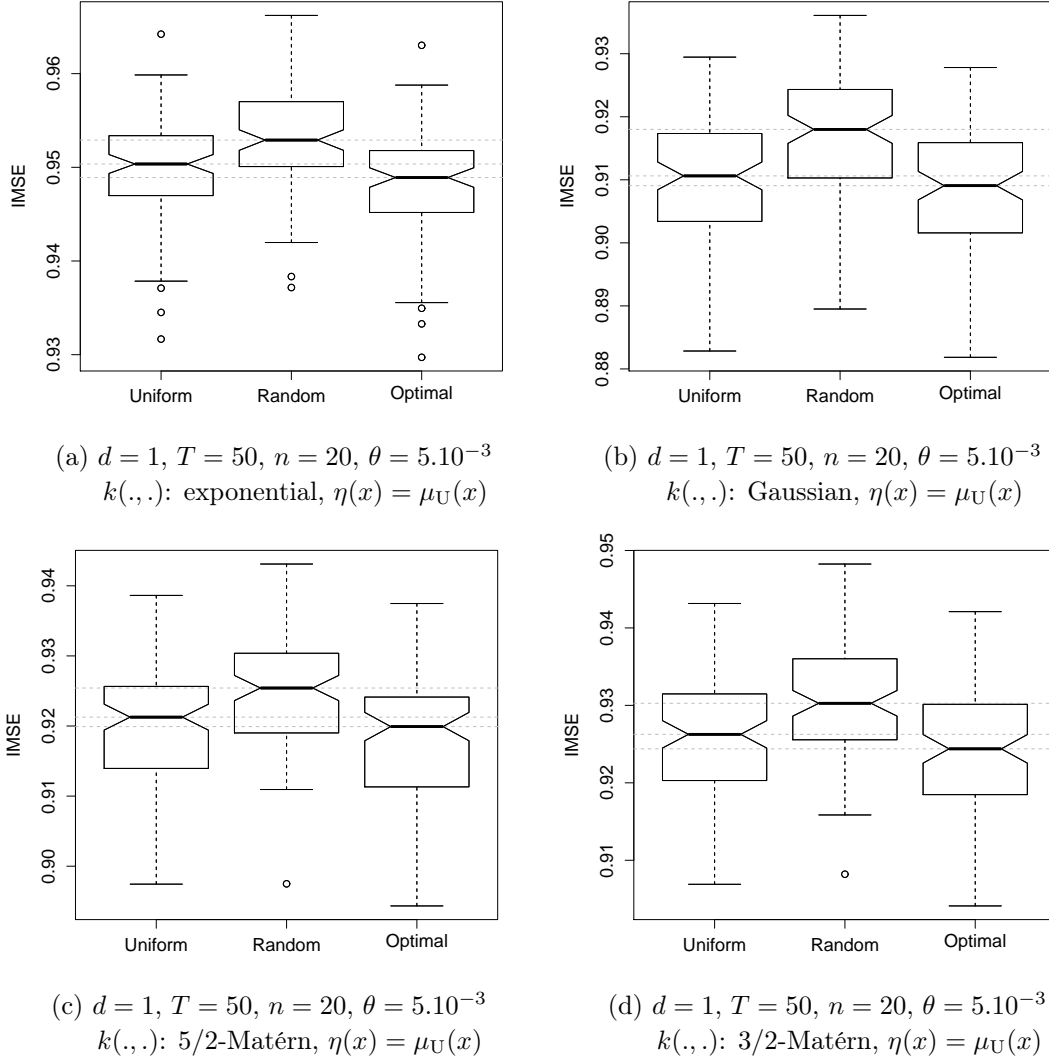 0.96
0.95
0.94
0.93
IMSE
Uniform Random Optimal
(a) d = 1, T = 50, n = 20, θ = 5.10⁻³
k(., .): exponential, η(x) = μ_U(x)
0.93
0.92
0.91
0.90
0.89
0.88
IMSE
Uniform Random Optimal
(b) d = 1, T = 50, n = 20, θ = 5.10⁻³
k(., .): Gaussian, η(x) = μ_U(x)
0.94
0.93
0.92
0.91
0.90
IMSE
Uniform Random Optimal
(c) d = 1, T = 50, n = 20, θ = 5.10⁻³
k(., .): 5/2-Matérn, η(x) = μ_U(x)
0.95
0.94
0.93
0.92
0.91
IMSE
Uniform Random Optimal
(d) d = 1, T = 50, n = 20, θ = 5.10⁻³
k(., .): 3/2-Matérn, η(x) = μ_U(x)